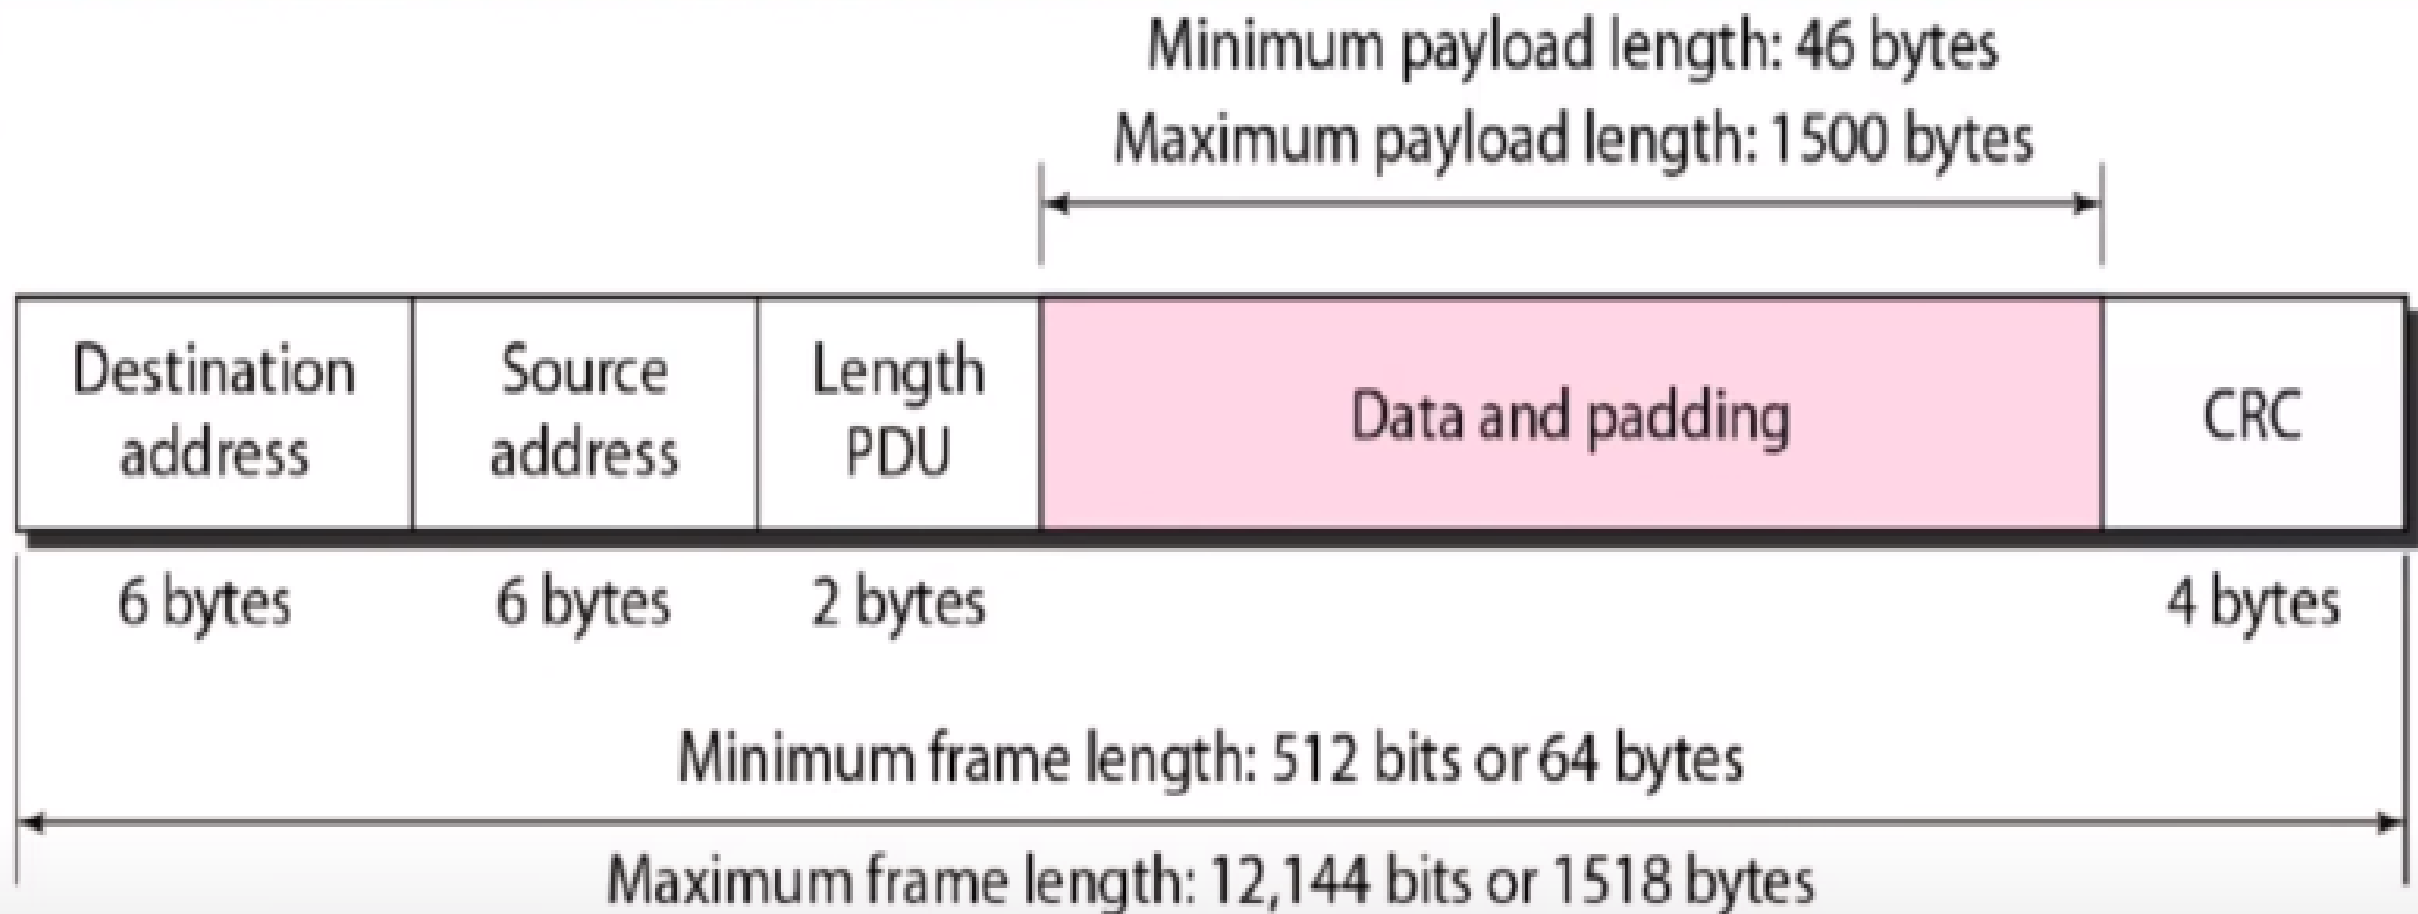 Minimum payload length: 46 bytes
Maximum payload length: 1500 bytes
Destination
address
Source
address
Length
PDU
Data and padding
CRC
6 bytes
6 bytes
2 bytes
4 bytes
Minimum frame length: 512 bits or 64 bytes
Maximum frame length: 12,144 bits or 1518 bytes